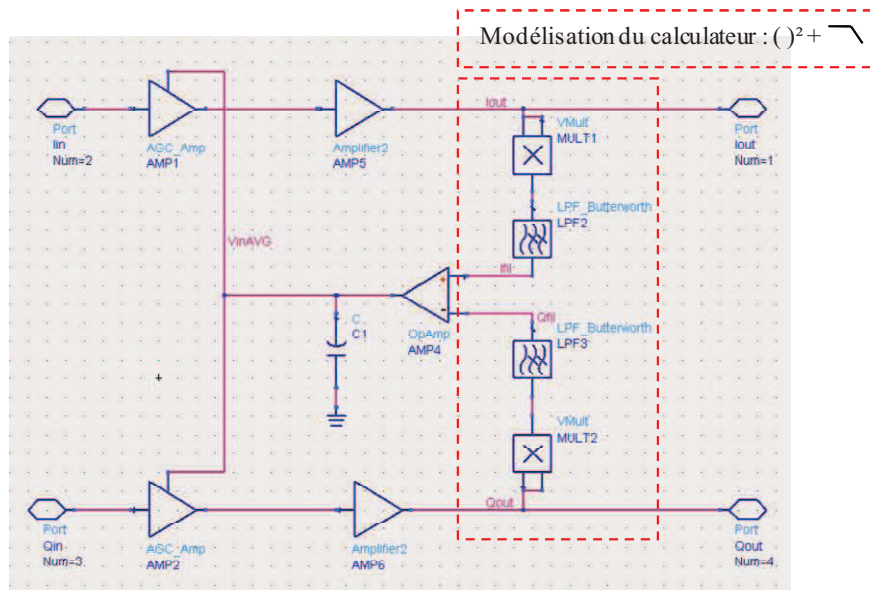 Modélisation du calculateur : ( )² +
Iout
VMult
MULT1
Port
Iin
Num=2
AGC_Amp
AMP1
Amplifier2
AMP5
Port
Iout
Num=1
LPF_Butterworth
LPF2
VinAVG
Ifil
+
-
C
C1
OpAmp
AMP4
Qfil
LPF_Butterworth
LPF3
VMult
MULT2
Qout
Port
Qin
Num=3
AGC_Amp
AMP2
Amplifier2
AMP6
Port
Qout
Num=4